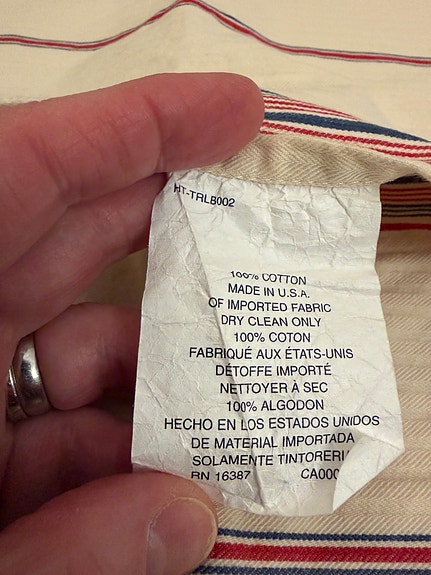 HT-TRLB002
100% COTTON
MADE IN U.S.A.
OF IMPORTED FABRIC
DRY CLEAN ONLY
100% COTON
FABRIQUÉ AUX ÉTATS-UNIS
DÉTOFFE IMPORTÉ
NETTOYER À SEC
100% ALGODON
HECHO EN LOS ESTADOS UNIDOS
DE MATERIAL IMPORTADA
SOLAMENTE
RN 16387